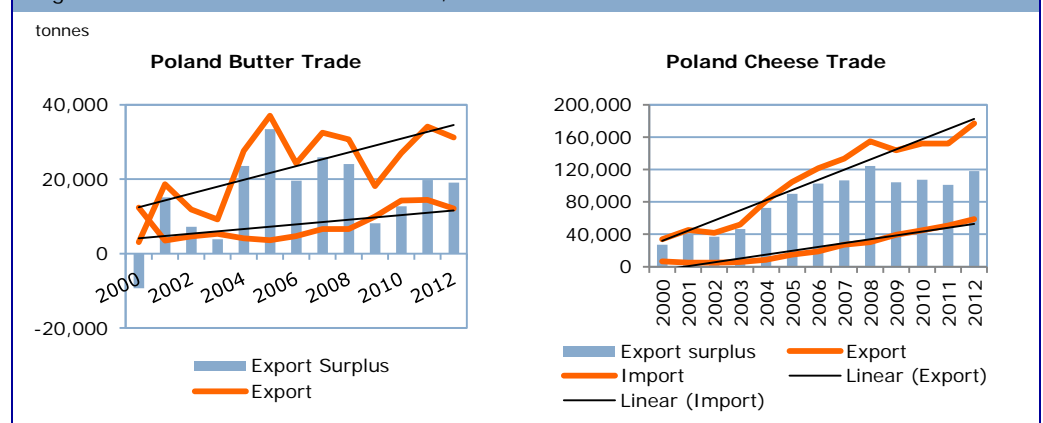 tonnes
Poland Butter Trade
40,000
20,000
0
-20,000
2000 2002 2004 2006 2008 2010 2012
Export Surplus
Export
Poland Cheese Trade
200,000
160,000
120,000
80,000
40,000
0
2000 2001 2002 2003 2004 2005 2006 2007 2008 2009 2010 2011 2012
Export surplus Export
Import Linear (Export)
Linear (Import)